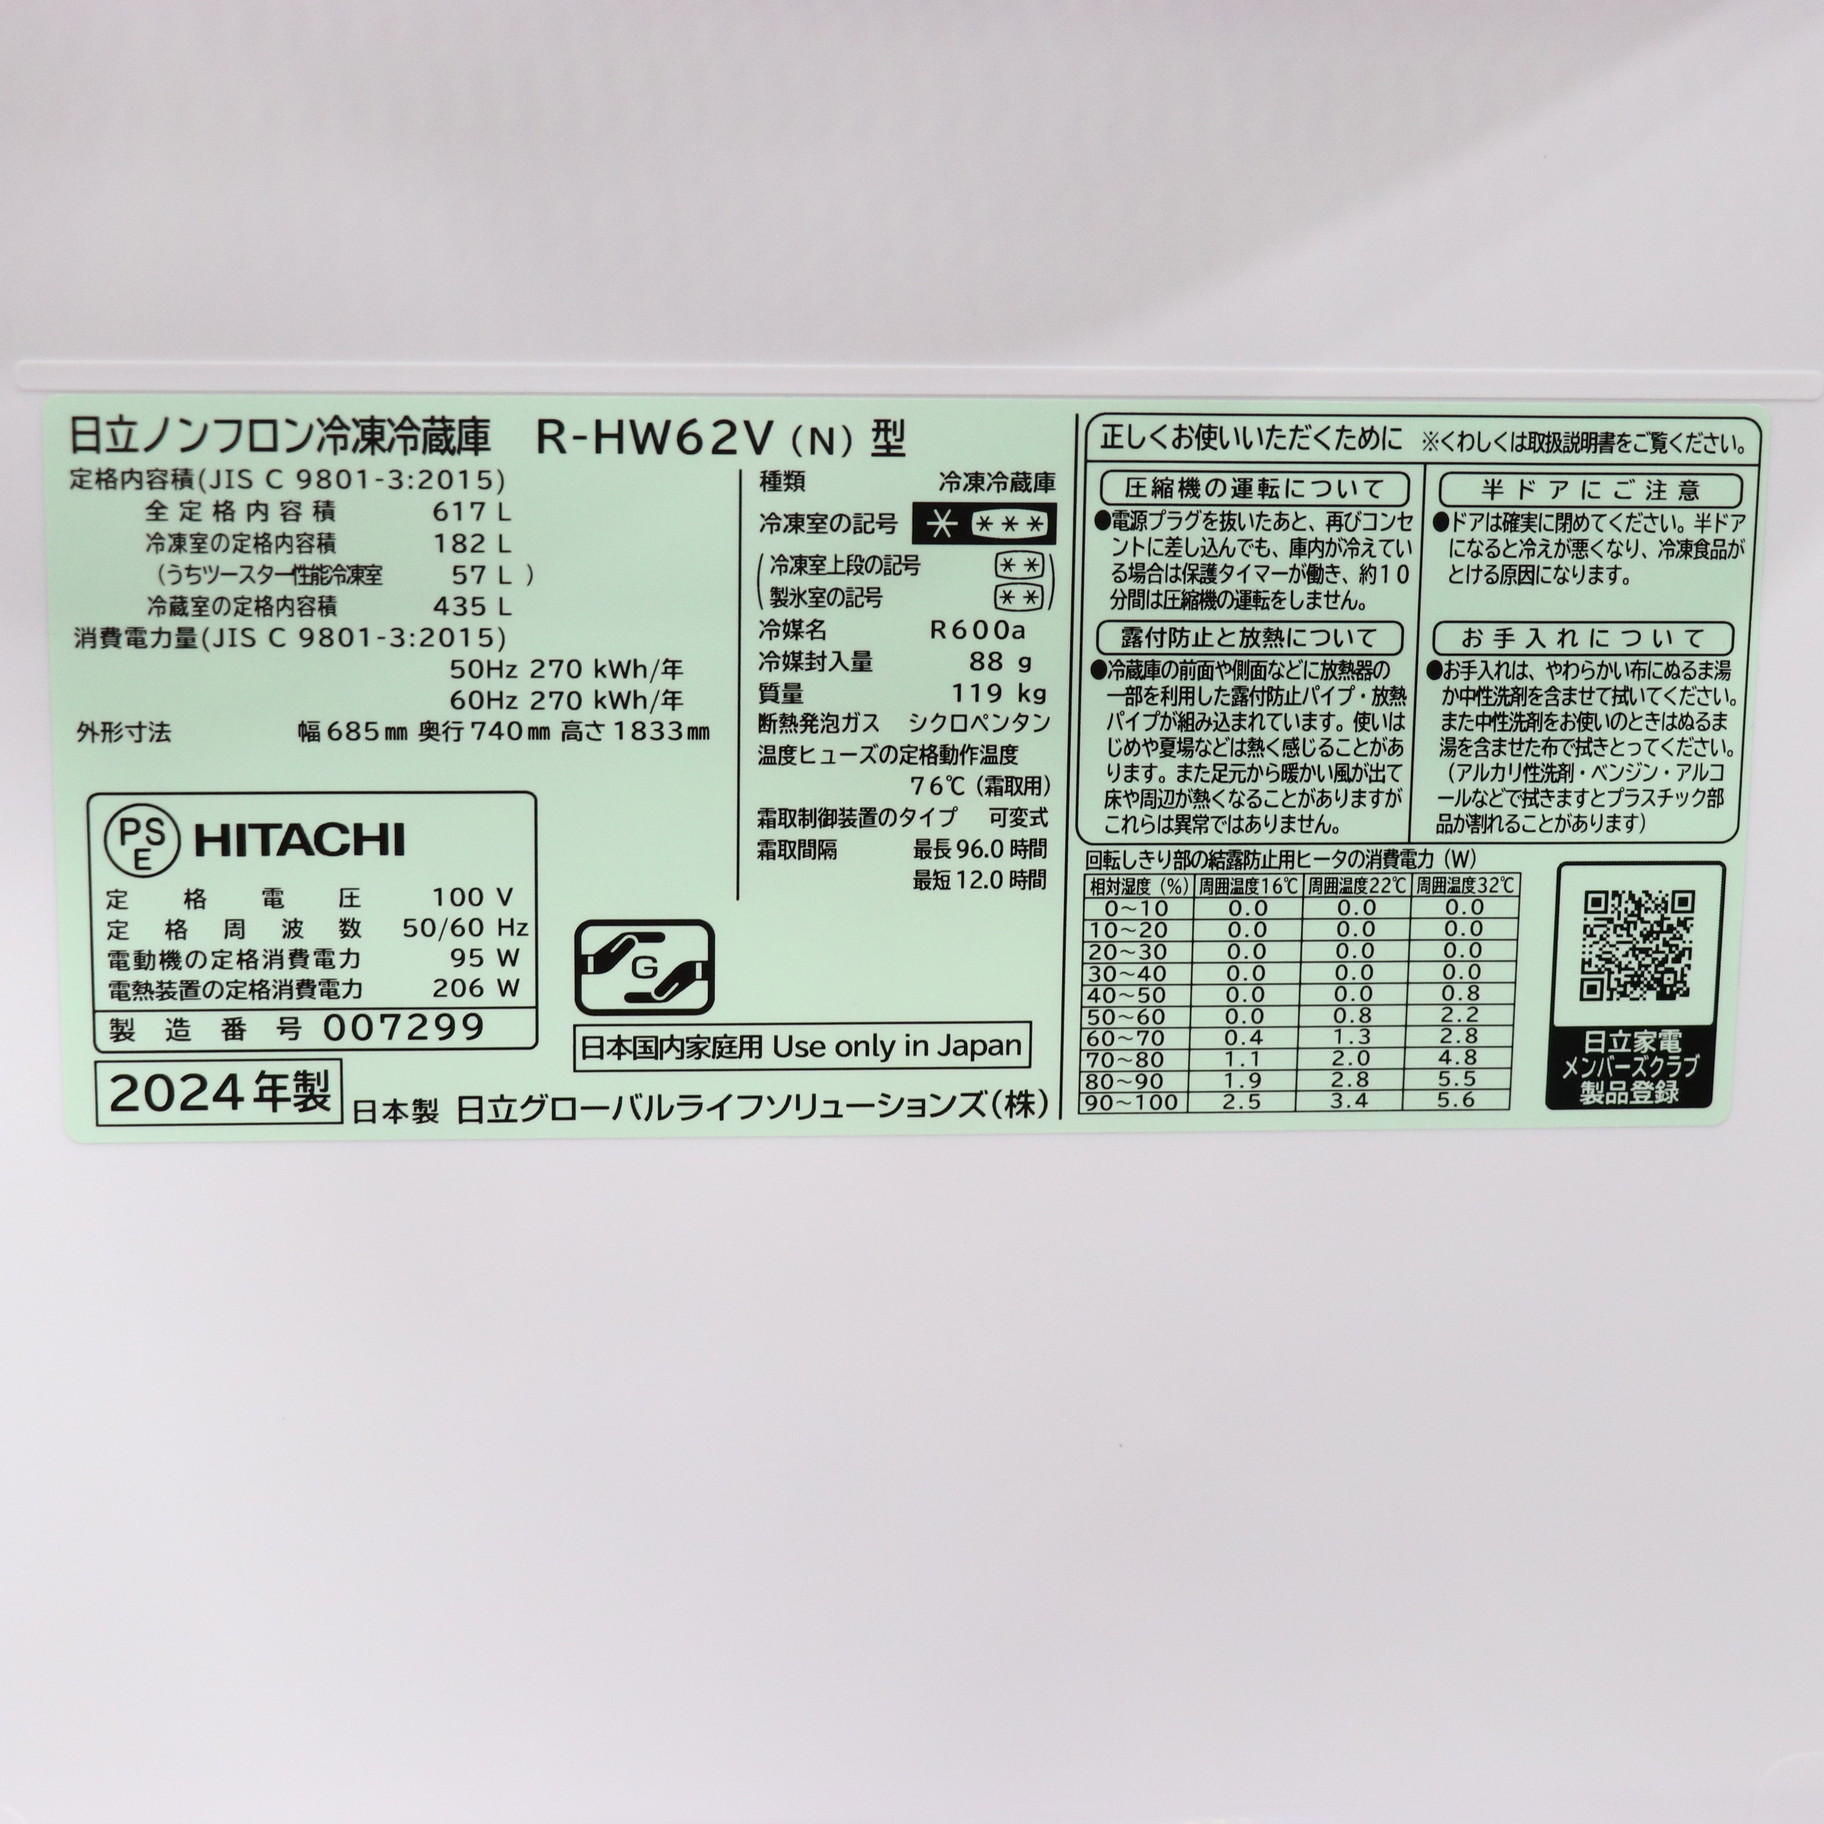 日立ノンフロン冷凍冷蔵庫 R-HW62V (N) 型
定格内容積(JIS C 9801-3:2015)
全定格内容積 617 L
冷凍室の定格内容積 182 L
(うちツースター性能冷凍室 57 L )
冷蔵室の定格内容積 435 L
消費電力量(JIS C 9801-3:2015)
50Hz 270 kWh/年
60Hz 270 kWh/年
外形寸法 幅685㎜ 奥行740㎜ 高さ1833㎜
PS
E
HITACHI
定格電圧 100 V
定格周波数 50/60 Hz
電動機の定格消費電力 95 W
電熱装置の定格消費電力 206 W
製造番号 007299
2024年製
日本製 日立グローバルライフソリューションズ(株)
種類 冷凍冷蔵庫
冷凍室の記号 * ***
(冷凍室上段の記号 **)
(製氷室の記号 **)
冷媒名 R600a
冷媒封入量 88 g
質量 119 kg
断熱発泡ガス シクロペンタン
温度ヒューズの定格動作温度
76℃(霜取用)
霜取制御装置のタイプ 可変式
霜取間隔 最長96.0時間
最短12.0時間
G
日本国内家庭用 Use only in Japan
正しくお使いいただくために ※くわしくは取扱説明書をご覧ください。
圧縮機の運転について
●電源プラグを抜いたあと、再びコンセ
ントに差し込んでも、庫内が冷えてい
る場合は保護タイマーが働き、約10
分間は圧縮機の運転をしません。
露付防止と放熱について
●冷蔵庫の前面や側面などに放熱器の
一部を利用した露付防止パイプ・放熱
パイプが組み込まれています。使いは
じめや夏場などは熱く感じることがあ
ります。また足元から暖かい風が出て
床や周辺が熱くなることがありますが
これらは異常ではありません。
半ドアにご注意
●ドアは確実に閉めてください。半ドア
になると冷えが悪くなり、冷凍食品が
とける原因になります。
お手入れについて
●お手入れは、やわらかい布にぬるま湯
か中性洗剤を含ませて拭いてください。
また中性洗剤をお使いのときはぬるま
湯を含ませた布で拭きとってください。
(アルカリ性洗剤・ベンジン・アルコ
ールなどで拭きますとプラスチック部
品が割れることがあります)
回転しきり部の結露防止用ヒータの消費電力(W)
相対湿度(%) 周囲温度16℃ 周囲温度22℃ 周囲温度32℃
0~10 0.0 0.0 0.0
10~20 0.0 0.0 0.0
20~30 0.0 0.0 0.0
30~40 0.0 0.0 0.0
40~50 0.0 0.0 0.8
50~60 0.0 0.8 2.2
60~70 0.4 1.3 2.8
70~80 1.1 2.0 4.8
80~90 1.9 2.8 5.5
90~100 2.5 3.4 5.6
日立家電
メンバーズクラブ
製品登録